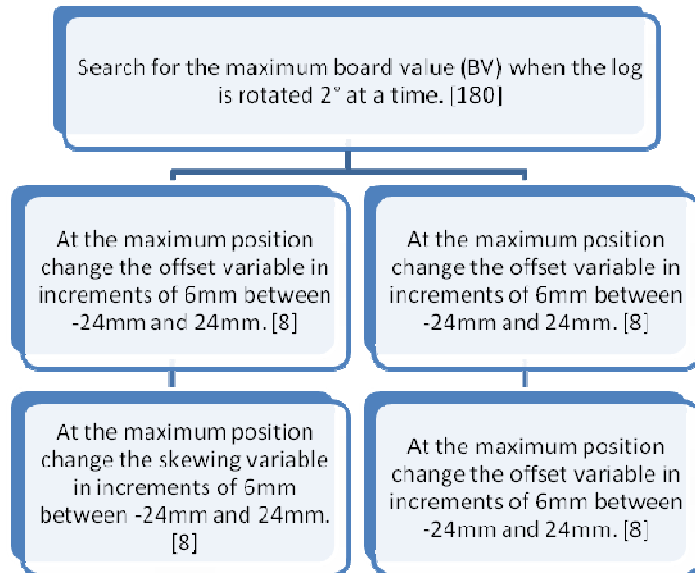 Search for the maximum board value (BV) when the log
is rotated 2° at a time. [180]
At the maximum position
change the offset variable in
increments of 6mm between
-24mm and 24mm. [8]
At the maximum position
change the offset variable in
increments of 6mm between
-24mm and 24mm. [8]
At the maximum position
change the skewing variable
in increments of 6mm
between -24mm and 24mm.
[8]
At the maximum position
change the offset variable in
increments of 6mm between
-24mm and 24mm. [8]